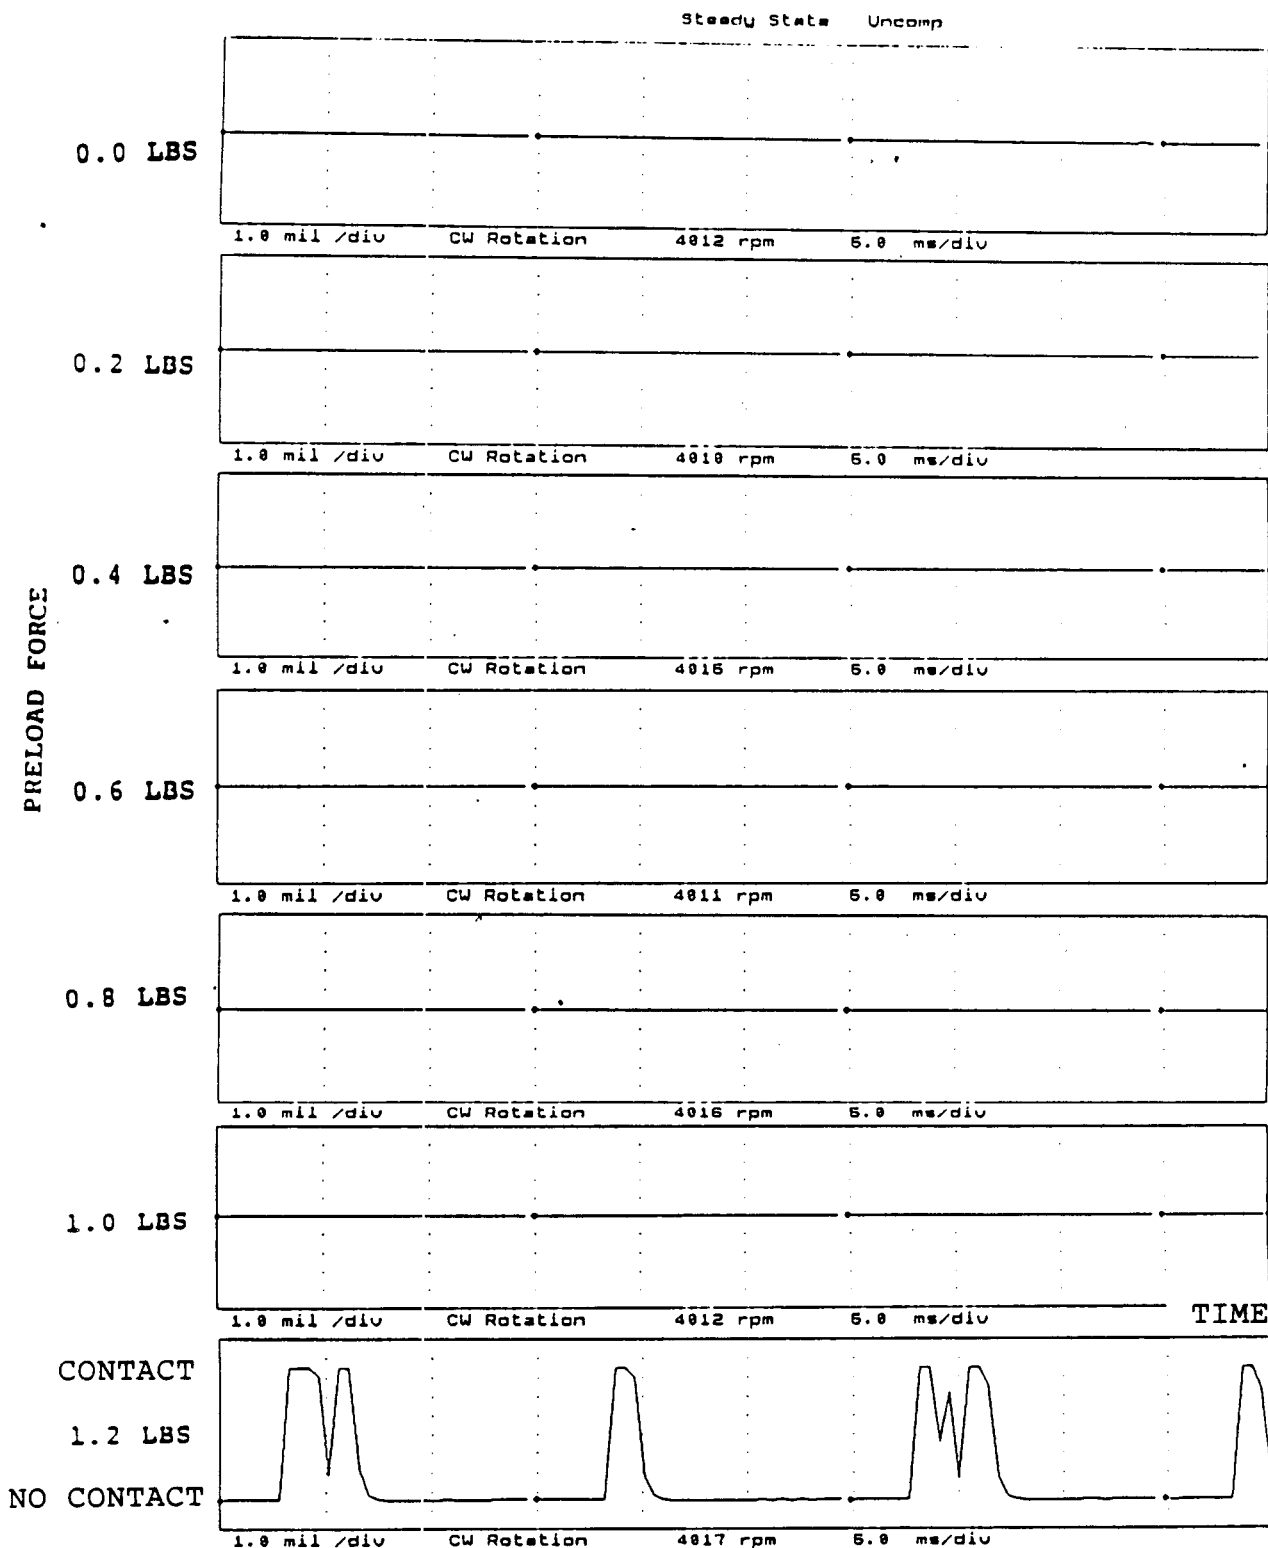 Steady State Uncomp
0.0 LBS
1.0 mil /div CW Rotation 4012 rpm 5.0 ms/div
0.2 LBS
1.0 mil /div CW Rotation 4010 rpm 5.0 ms/div
PRELOAD FORCE
0.4 LBS
1.0 mil /div CW Rotation 4015 rpm 5.0 ms/div
0.6 LBS
1.0 mil /div CW Rotation 4011 rpm 5.0 ms/div
0.8 LBS
1.0 mil /div CW Rotation 4016 rpm 5.0 ms/div
1.0 LBS
1.0 mil /div CW Rotation 4012 rpm 5.0 ms/div
TIME
CONTACT
1.2 LBS
NO CONTACT
1.0 mil /div CW Rotation 4017 rpm 5.0 ms/div